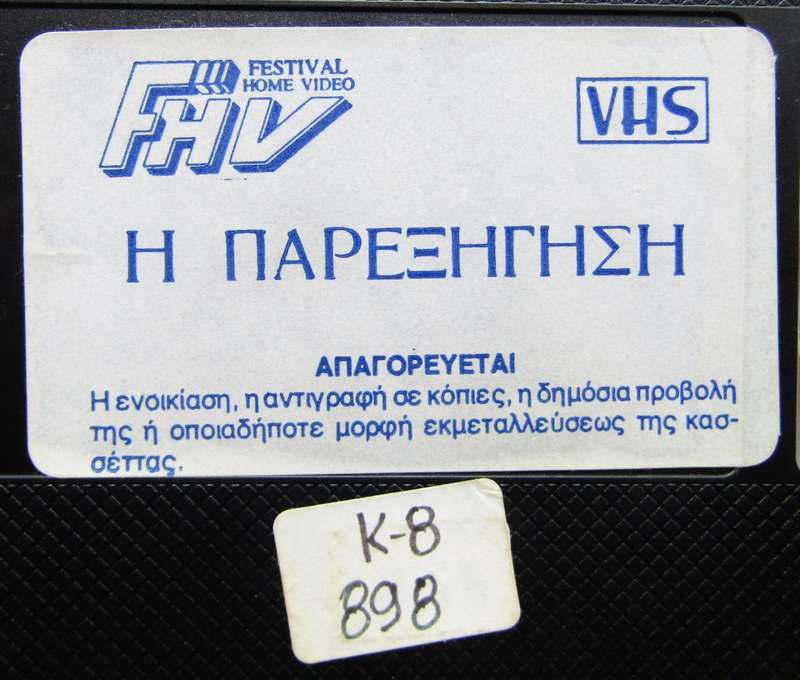 FHV
FESTIVAL
HOME VIDEO
VHS
Η ΠΑΡΕΞΗΓΗΣΗ
ΑΠΑΓΟΡΕΥΕΤΑΙ
Η ενοικίαση, η αντιγραφή σε κόπιες, η δημόσια προβολή
της ή οποιαδήποτε μορφή εκμεταλλεύσεως της κασ-
σέττας.
K-8
898